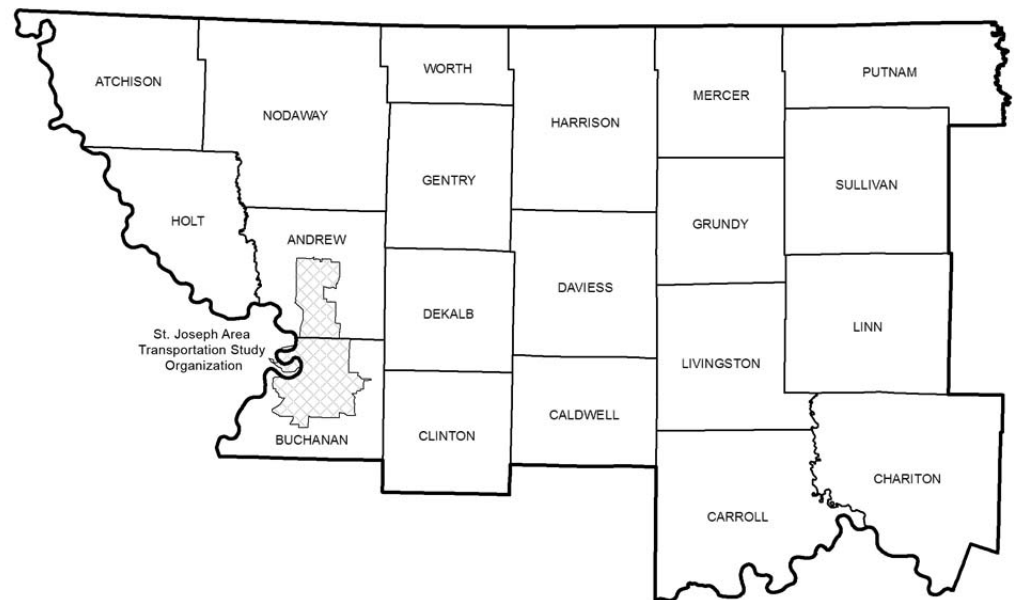 WORTH
PUTNAM
ATCHISON
MERCER
NODAWAY
HARRISON
GENTRY
SULLIVAN
HOLT
GRUNDY
ANDREW
DAVIESS
DEKALB
LINN
St. Joseph Area
Transportation Study
Organization
LIVINGSTON
CALDWELL
CLINTON
BUCHANAN
CHARITON
CARROLL